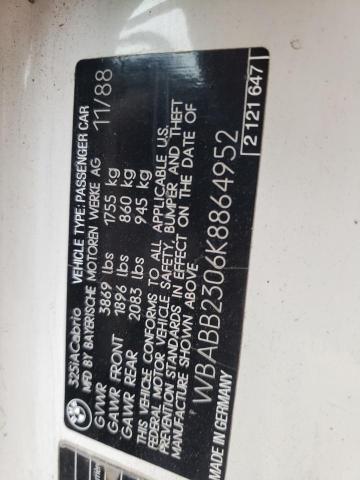 325iACabrio
VEHICLE TYPE: PASSENGER CAR
MFD BY BAYERISCHE MOTOREN WERKE AG 11/88
GVWR 3869 lbs 1755 kg
GAWR FRONT 1896 lbs 860 kg
GAWR REAR 2083 lbs 945 kg
THIS VEHICLE CONFORMS TO ALL APPLICABLE U.S.
FEDERAL MOTOR VEHICLE SAFETY, BUMPER AND THEFT
PREVENTION STANDARDS IN EFFECT ON THE DATE OF
MANUFACTURE SHOWN ABOVE
WBABB2306K8864952
MADE IN GERMANY
2 121 647